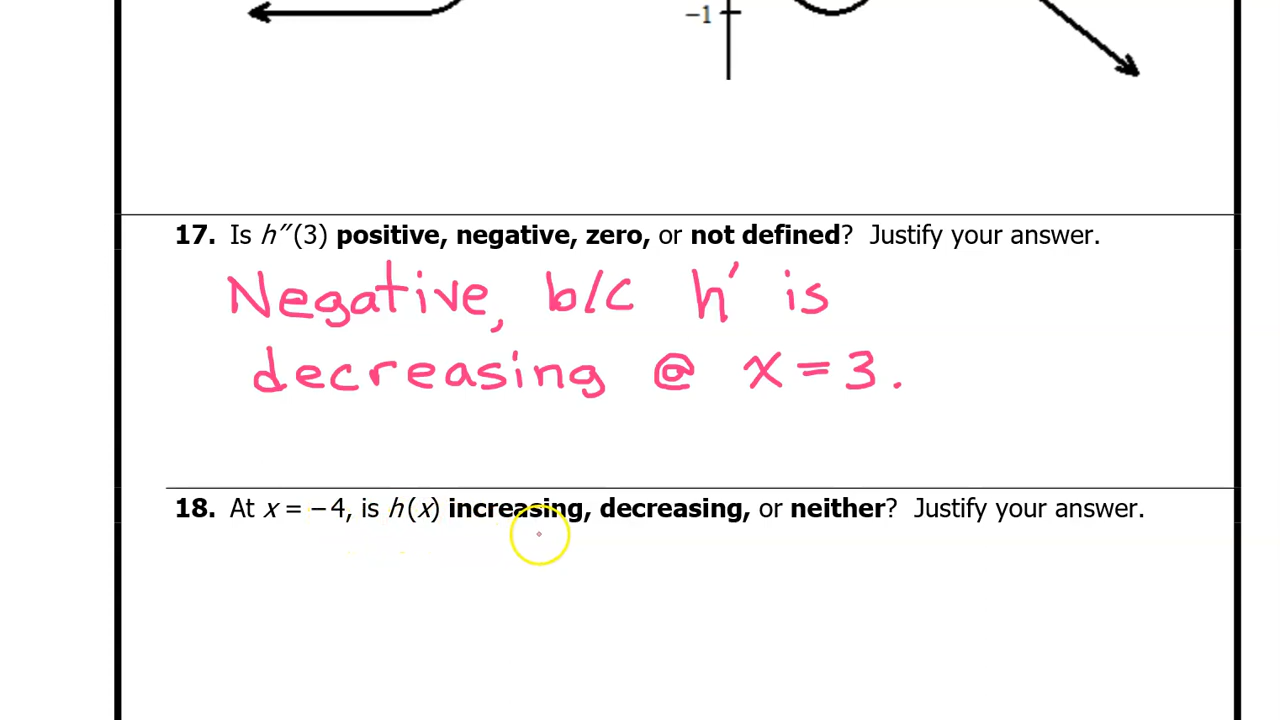 −1
17. Is h″(3) positive, negative, zero, or not defined? Justify your answer.
Negative, b/c h′ is
decreasing @ x = 3.
18. At x = −4, is h(x) increasing, decreasing, or neither? Justify your answer.